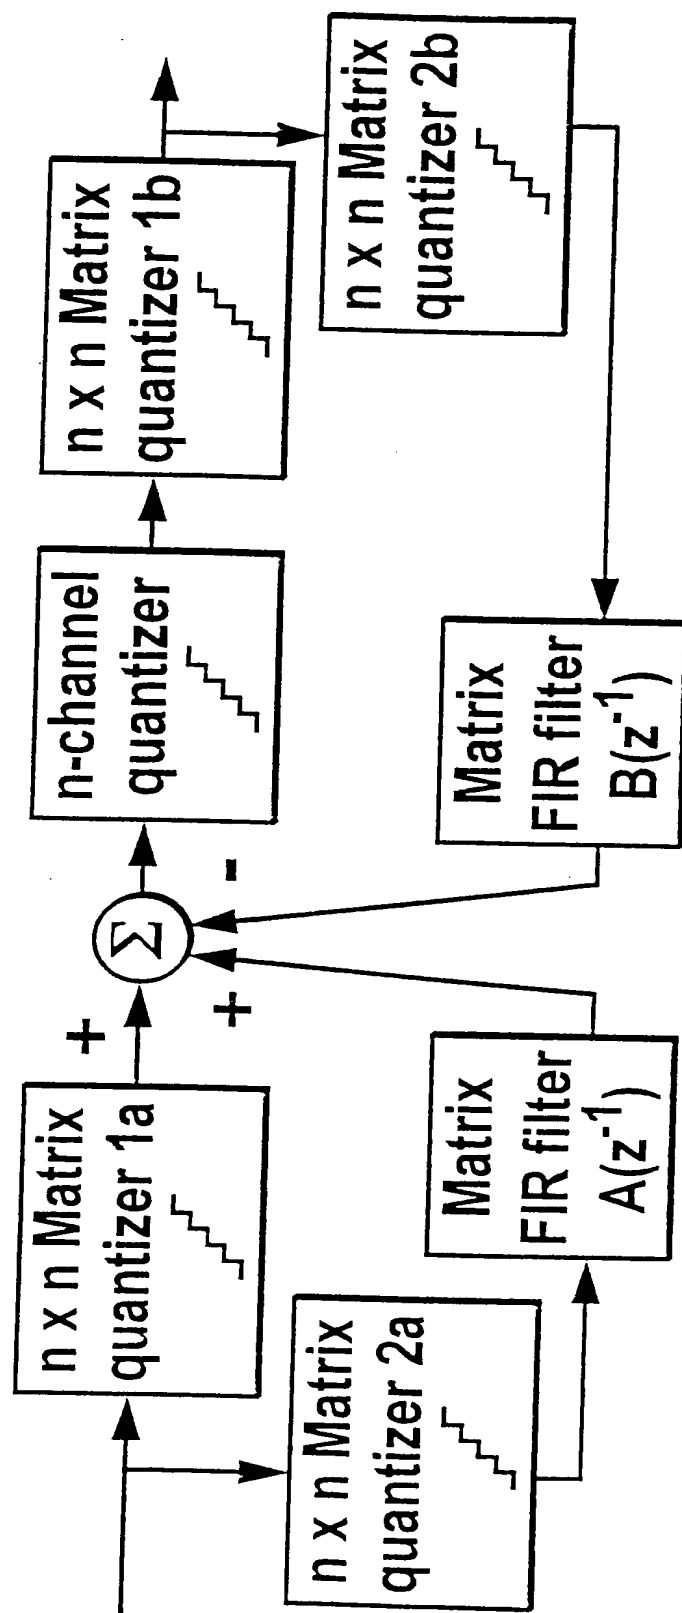 n x n Matrix
quantizer 1a
+
Σ
+
-
n-channel
quantizer
n x n Matrix
quantizer 1b
n x n Matrix
quantizer 2a
Matrix
FIR filter
A(z⁻¹)
Matrix
FIR filter
B(z⁻¹)
n x n Matrix
quantizer 2b